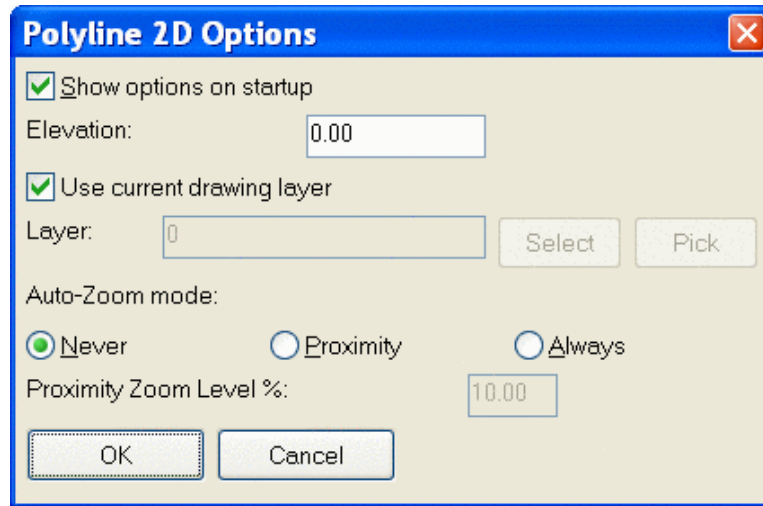 Polyline 2D Options
Show options on startup
Elevation: 0.00
Use current drawing layer
Layer: 0 Select Pick
Auto-Zoom mode:
Never Proximity Always
Proximity Zoom Level %: 10.00
OK Cancel